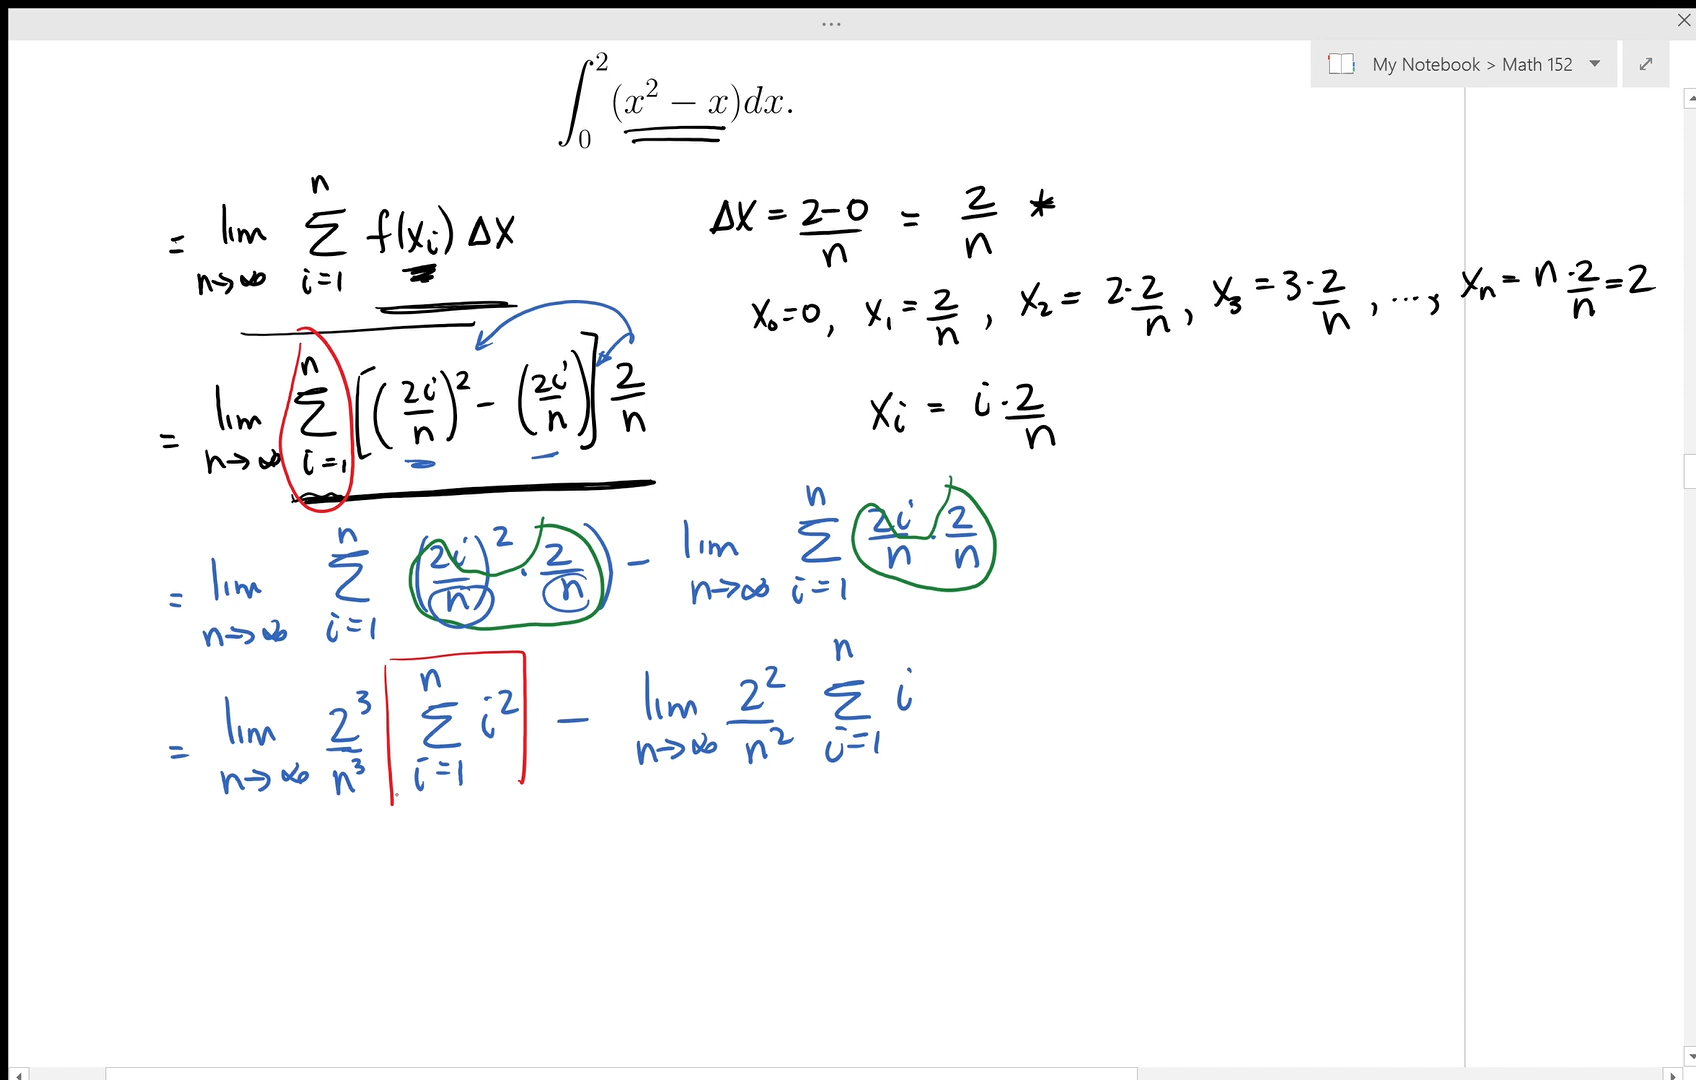 ...
My Notebook > Math 152
∫₀² (x² − x)dx.
= lim n→∞ Σ i=1 n f(xᵢ) ΔX
ΔX = 2−0/n = 2/n *
X₀=0, X₁ = 2/n, X₂ = 2·2/n, X₃ = 3·2/n, ..., Xₙ = n·2/n = 2
= lim n→∞ Σ i=1 n [(2i/n)² − (2i/n)] 2/n
Xᵢ = i·2/n
= lim n→∞ Σ i=1 n ((2i/n)² · 2/n) − lim n→∞ Σ i=1 n 2i/n · 2/n
= lim n→∞ 2³/n³ Σ i=1 n i² − lim n→∞ 2²/n² Σ i=1 n i